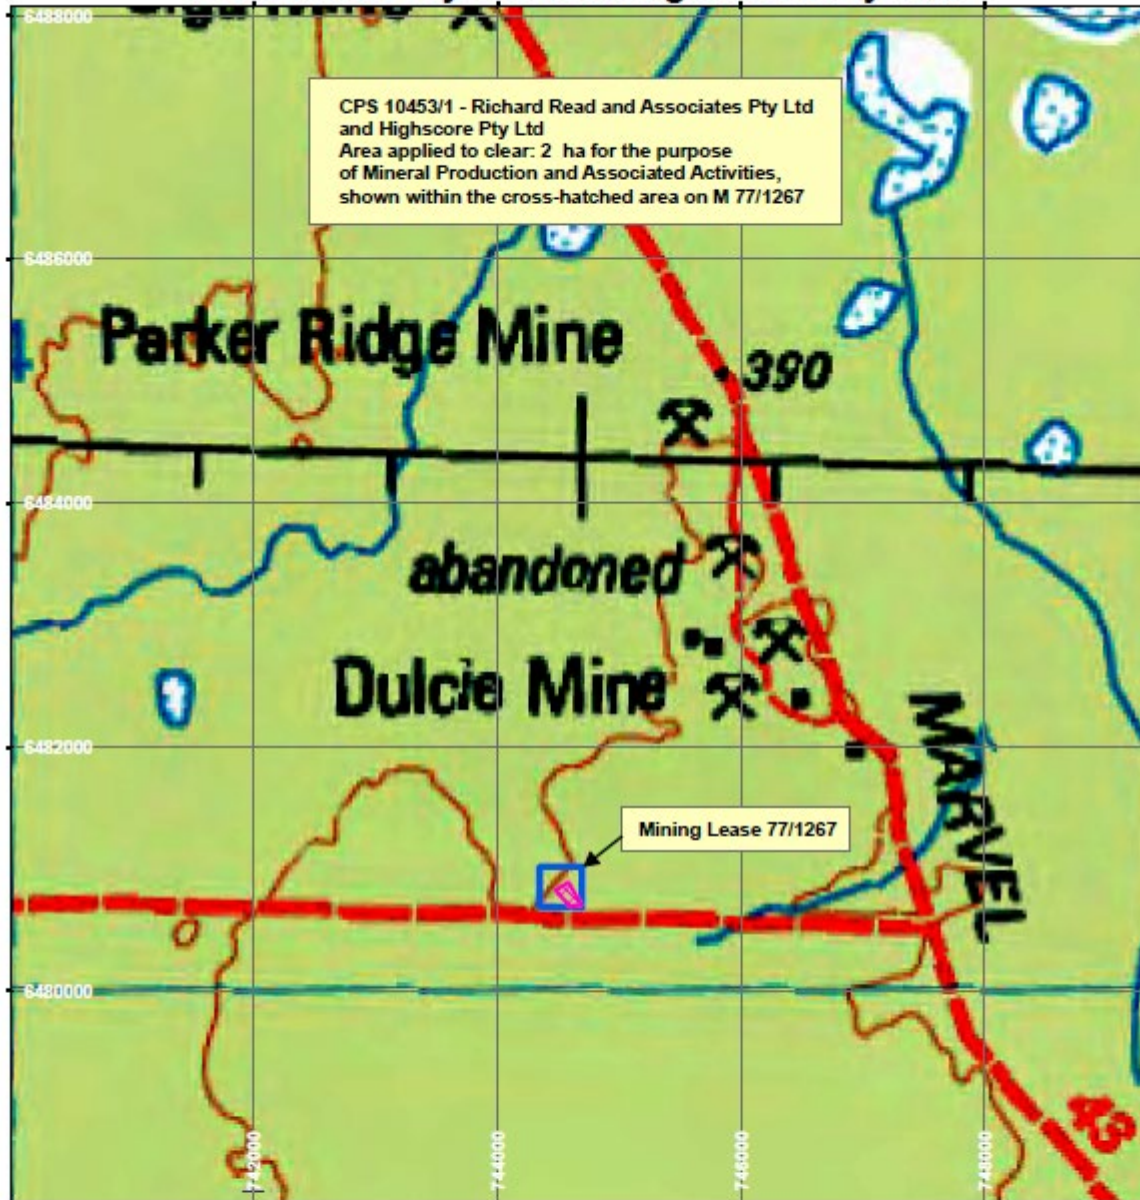 6488000
CPS 10453/1 - Richard Read and Associates Pty Ltd
and Highscore Pty Ltd
Area applied to clear: 2 ha for the purpose
of Mineral Production and Associated Activities,
shown within the cross-hatched area on M 77/1267
6486000
Parker Ridge Mine
390
6484000
abandoned
Dulcie Mine
6482000
MARVEL
Mining Lease 77/1267
6480000
43
742000
744000
746000
748000